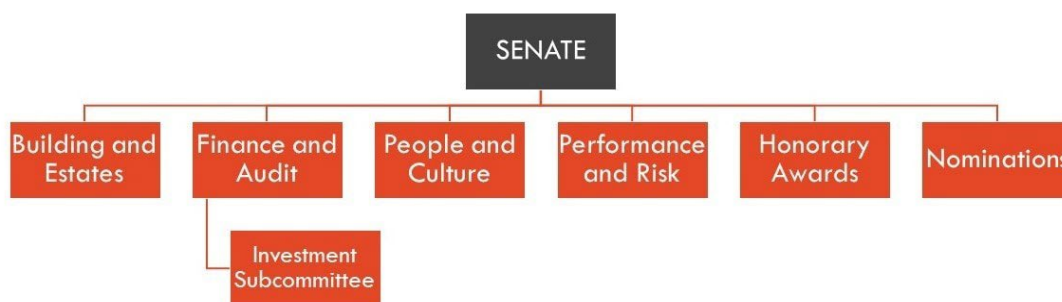 SENATE
Building and
Estates
Finance and
Audit
People and
Culture
Performance
and Risk
Honorary
Awards
Nominations
Investment
Subcommittee